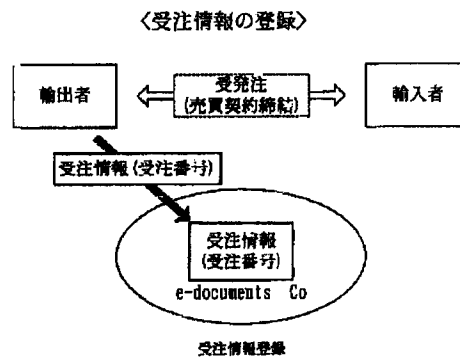 〈受注情報の登録〉
輸出者
受発注
(売買契約締結)
輸入者
受注情報(受注番号)
受注情報
(受注番号)
e-documents Co
受注情報登録